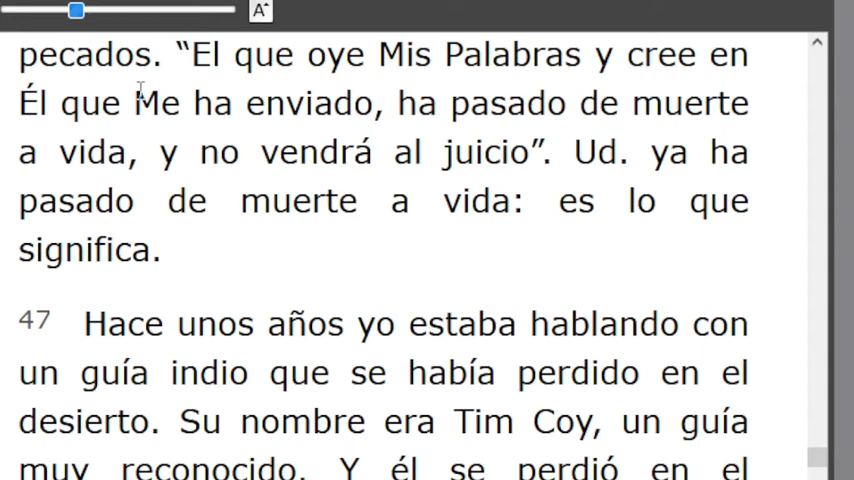 A
pecados. “El que oye Mis Palabras y cree en
Él que Me ha enviado, ha pasado de muerte
a vida, y no vendrá al juicio”. Ud. ya ha
pasado de muerte a vida: es lo que
significa.
47 Hace unos años yo estaba hablando con
un guía indio que se había perdido en el
desierto. Su nombre era Tim Coy, un guía
muy reconocido. Y él se perdió en el